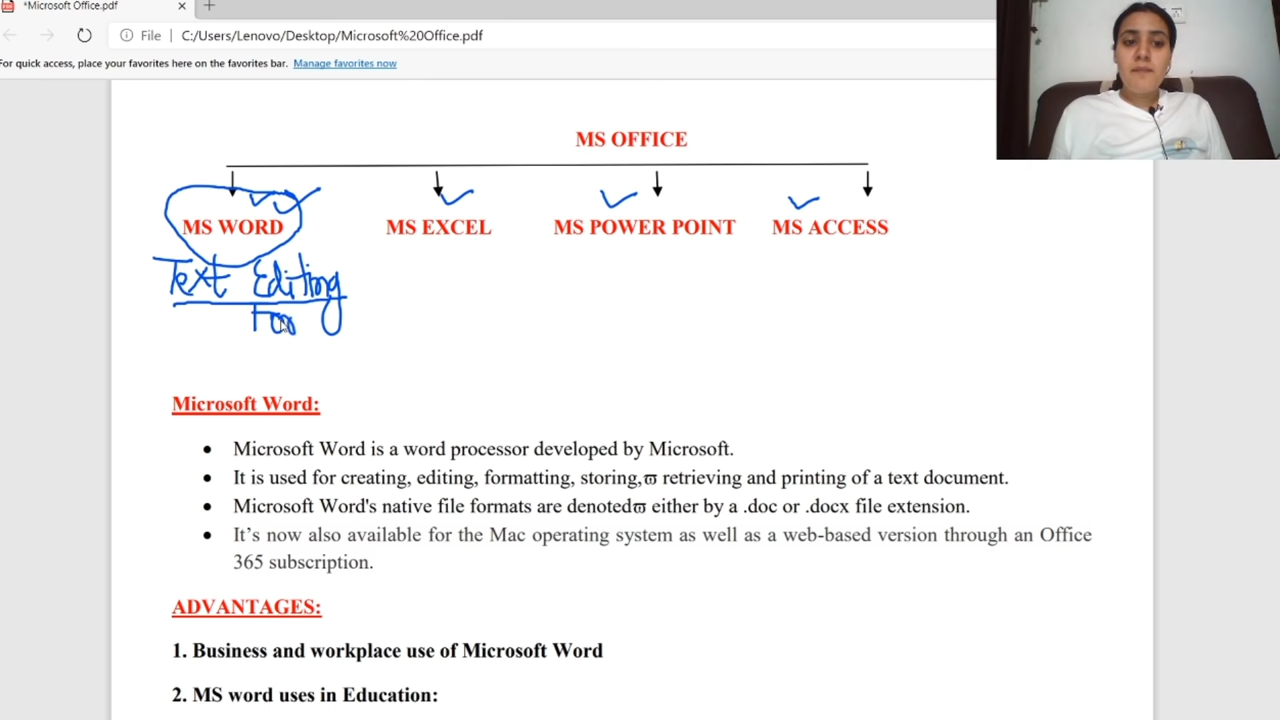 *Microsoft Office.pdf
File | C:/Users/Lenovo/Desktop/Microsoft%20Office.pdf
For quick access, place your favorites here on the favorites bar. Manage favorites now
MS OFFICE
MS WORD MS EXCEL MS POWER POINT MS ACCESS
Text Editing
Too
Microsoft Word:
• Microsoft Word is a word processor developed by Microsoft.
• It is used for creating, editing, formatting, storing,ϖ retrieving and printing of a text document.
• Microsoft Word's native file formats are denotedϖ either by a .doc or .docx file extension.
• It’s now also available for the Mac operating system as well as a web-based version through an Office
365 subscription.
ADVANTAGES:
1. Business and workplace use of Microsoft Word
2. MS word uses in Education: